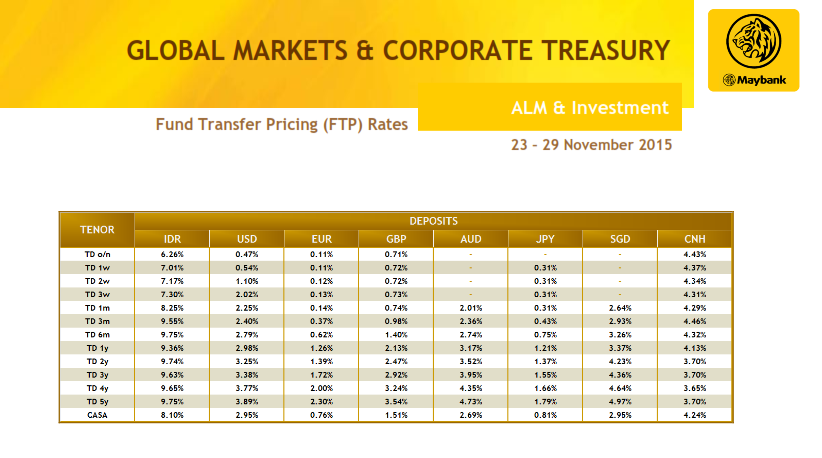 GLOBAL MARKETS & CORPORATE TREASURY
Maybank
ALM & Investment
Fund Transfer Pricing (FTP) Rates
23 - 29 November 2015
TENOR DEPOSITS
IDR USD EUR GBP AUD JPY SGD CNH
TD o/n 6.26% 0.47% 0.11% 0.71% - - - 4.43%
TD 1w 7.01% 0.54% 0.11% 0.72% - 0.31% - 4.37%
TD 2w 7.17% 1.10% 0.12% 0.72% - 0.31% - 4.34%
TD 3w 7.30% 2.02% 0.13% 0.73% - 0.31% - 4.31%
TD 1m 8.25% 2.25% 0.14% 0.74% 2.01% 0.31% 2.64% 4.29%
TD 3m 9.55% 2.40% 0.37% 0.98% 2.36% 0.43% 2.93% 4.46%
TD 6m 9.75% 2.79% 0.62% 1.40% 2.74% 0.75% 3.26% 4.32%
TD 1y 9.36% 2.98% 1.26% 2.13% 3.17% 1.21% 3.37% 4.13%
TD 2y 9.74% 3.25% 1.39% 2.47% 3.52% 1.37% 4.23% 3.70%
TD 3y 9.63% 3.38% 1.72% 2.92% 3.95% 1.55% 4.36% 3.70%
TD 4y 9.65% 3.77% 2.00% 3.24% 4.35% 1.66% 4.64% 3.65%
TD 5y 9.75% 3.89% 2.30% 3.54% 4.73% 1.79% 4.97% 3.70%
CASA 8.10% 2.95% 0.76% 1.51% 2.69% 0.81% 2.95% 4.24%